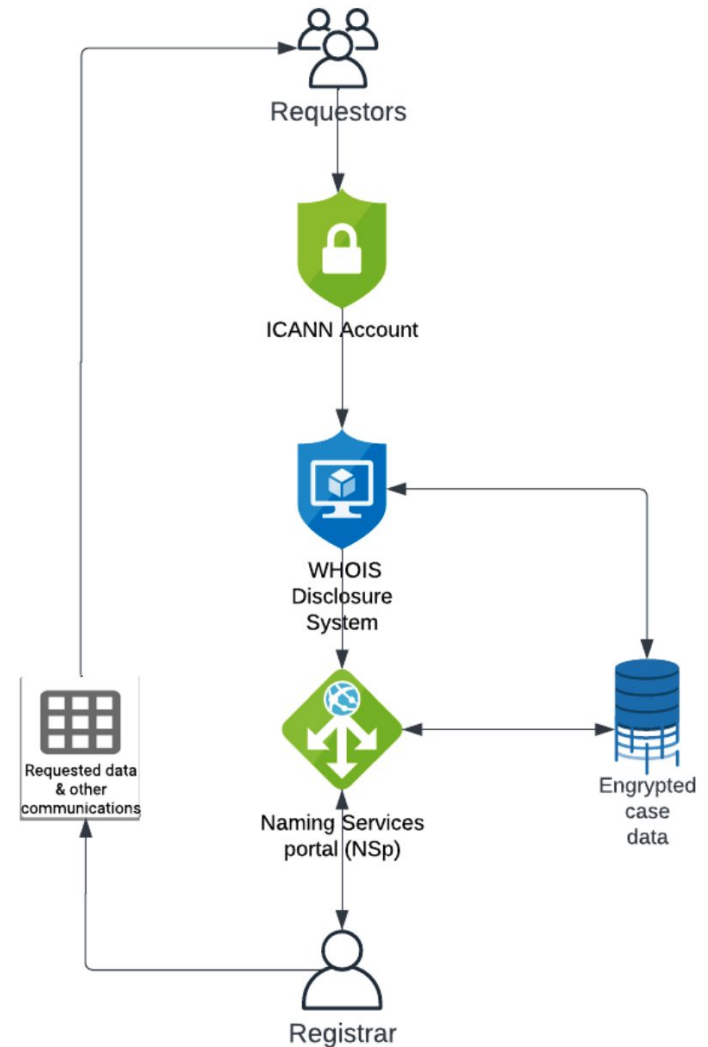 Requestors
ICANN Account
WHOIS
Disclosure
System
Requested data
& other
communications
Engrypted
case
data
Naming Services
portal (NSp)
Registrar